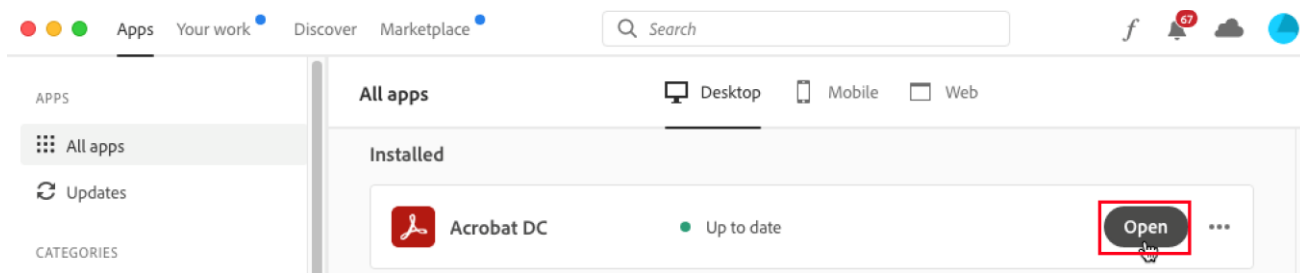 Apps Your work Discover Marketplace Search 67
APPS
All apps
Updates
CATEGORIES
All apps Desktop Mobile Web
Installed
Acrobat DC Up to date Open